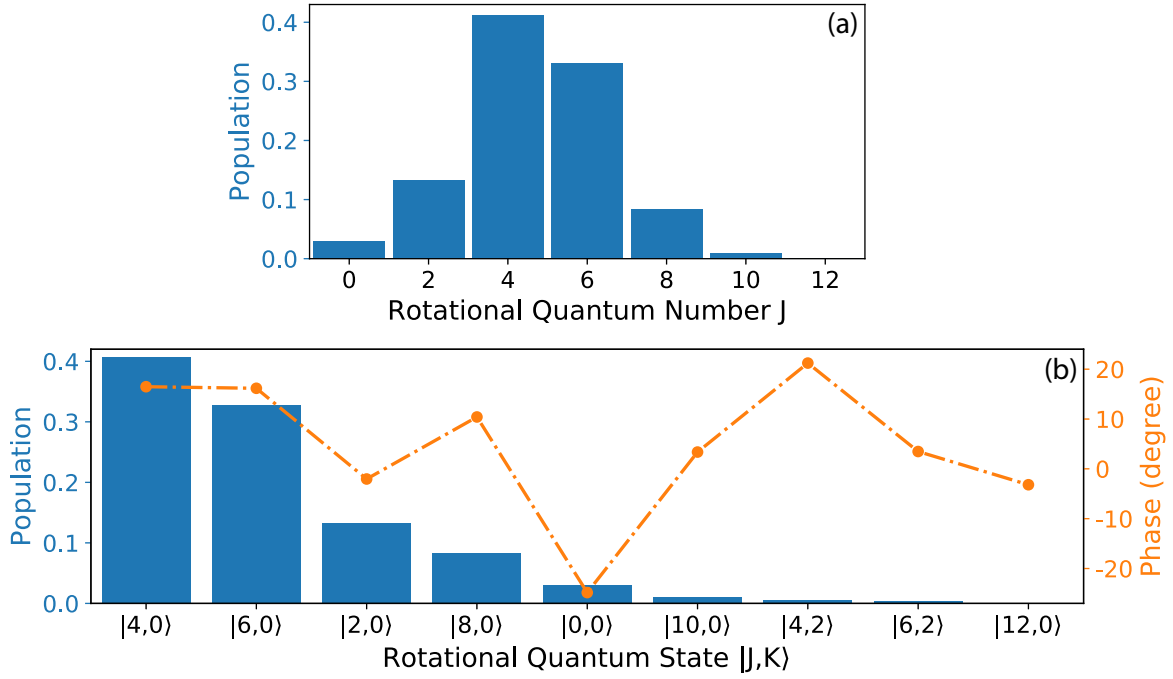 (a)
Population
0.4
0.3
0.2
0.1
0.0
0 2 4 6 8 10 12
Rotational Quantum Number J
(b)
Population
0.4
0.3
0.2
0.1
0.0
Phase (degree)
20
10
0
-10
-20
|4,0⟩ |6,0⟩ |2,0⟩ |8,0⟩ |0,0⟩ |10,0⟩ |4,2⟩ |6,2⟩ |12,0⟩
Rotational Quantum State |J,K⟩